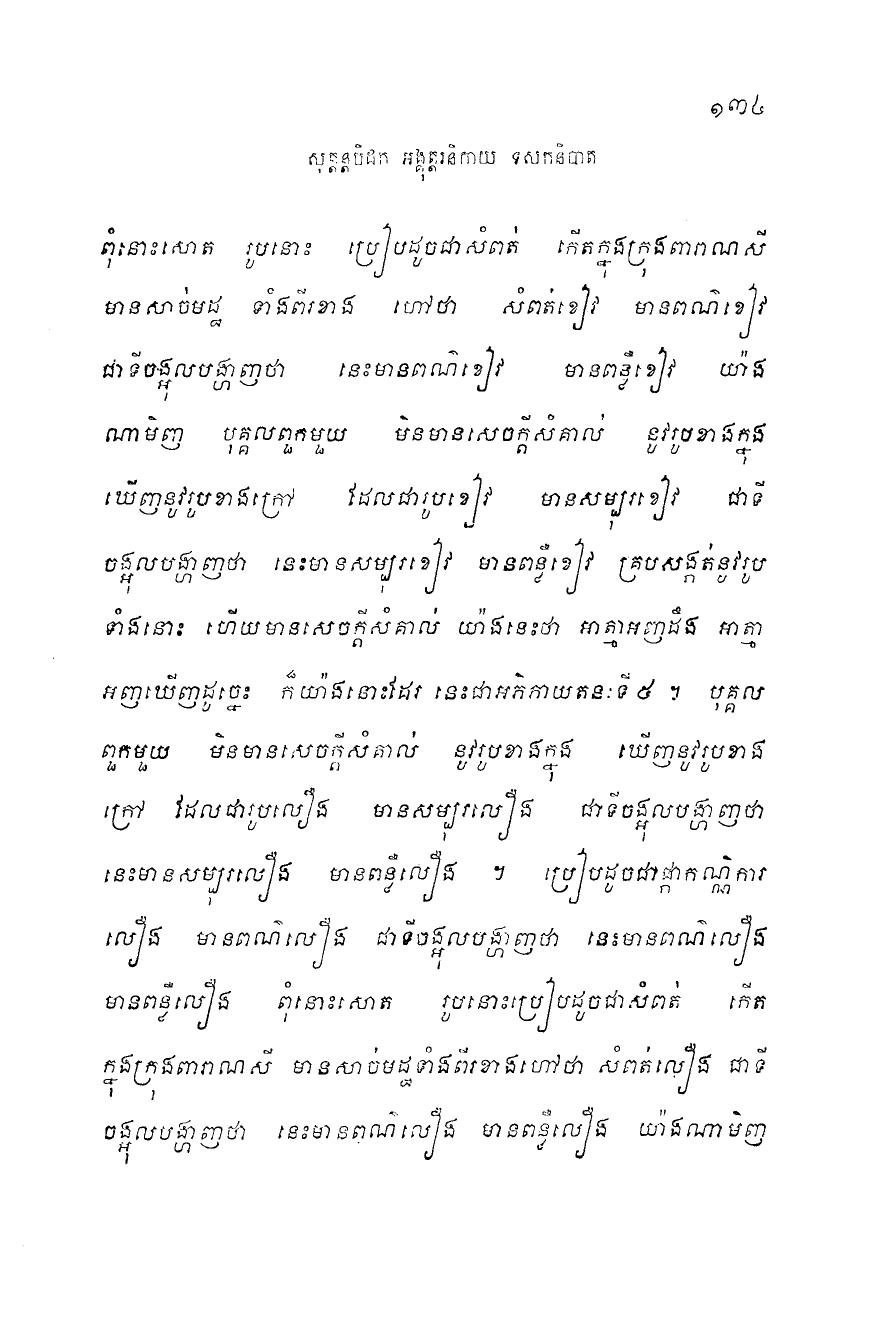 ១៣៤
សុត្តន្តបិដក អង្គុត្តរនិកាយ ទសកនិបាត
ពុំនោះសោត រូបនោះ ប្រៀបដូចជាសំពត់ កើតក្នុងក្រុងពារាណសី
មានសាច់មដ្ឋ ទាំងពីរខាង ហៅថា សំពត់ខៀវ មានពណ៌ខៀវ
ជាទីចង្អុលបង្ហាញថា នេះមានពណ៌ខៀវ មានពន្លឺខៀវ យ៉ាង
ណាមិញ បុគ្គលពួកមួយ មិនមានសេចក្តីសំគាល់ នូវរូបខាងក្នុង
ឃើញនូវរូបខាងក្រៅ ដែលជារូបខៀវ មានសម្បុរខៀវ ជាទី
ចង្អុលបង្ហាញថា នេះមានសម្បុរខៀវ មានពន្លឺខៀវ គ្របសង្កត់នូវរូប
ទាំងនោះ ហើយមានសេចក្តីសំគាល់ យ៉ាងនេះថា អាត្មាអញដឹង អាត្មា
អញឃើញដូច្នេះ ក៏យ៉ាងនោះដែរ នេះជាអភិភាយតនៈទី ៥ ។ បុគ្គល
ពួកមួយ មិនមានសេចក្តីសំគាល់ នូវរូបខាងក្នុង ឃើញនូវរូបខាង
ក្រៅ ដែលជារូបលឿង មានសម្បុរលឿង ជាទីចង្អុលបង្ហាញថា
នេះមានសម្បុរលឿង មានពន្លឺលឿង ។ ប្រៀបដូចជាផ្កាកណ្ណិការ
លឿង មានពណ៌លឿង ជាទីចង្អុលបង្ហាញថា នេះមានពណ៌លឿង
មានពន្លឺលឿង ពុំនោះសោត រូបនោះប្រៀបដូចជាសំពត់ កើត
ក្នុងក្រុងពារាណសី មានសាច់មដ្ឋទាំងពីរខាងហៅថា សំពត់លឿង ជាទី
ចង្អុលបង្ហាញថា នេះមានពណ៌លឿង មានពន្លឺលឿង យ៉ាងណាមិញ